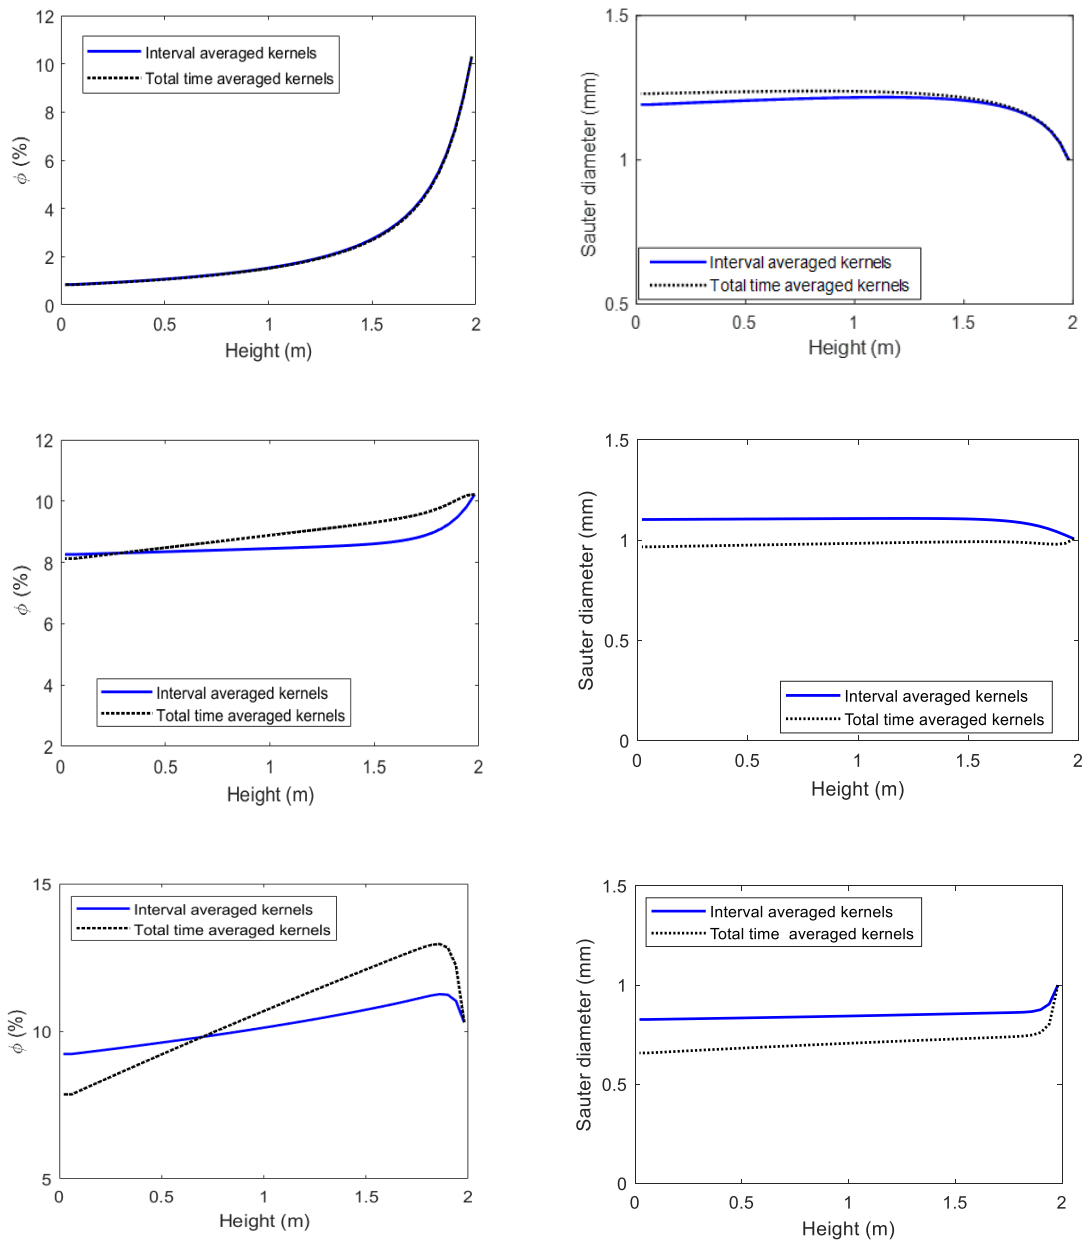 12
10
8
6
4
2
0
ϕ (%)
Interval averaged kernels
Total time averaged kernels
0 0.5 1 1.5 2
Height (m)
1.5
1
0.5
Sauter diameter (mm)
Interval averaged kernels
Total time averaged kernels
0 0.5 1 1.5 2
Height (m)
12
10
8
6
4
2
ϕ (%)
Interval averaged kernels
Total time averaged kernels
0 0.5 1 1.5 2
Height (m)
1.5
1
0.5
0
Sauter diameter (mm)
Interval averaged kernels
Total time averaged kernels
0 0.5 1 1.5 2
Height (m)
15
10
5
ϕ (%)
Interval averaged kernels
Total time averaged kernels
0 0.5 1 1.5 2
Height (m)
1.5
1
0.5
0
Sauter diameter (mm)
Interval averaged kernels
Total time averaged kernels
0 0.5 1 1.5 2
Height (m)